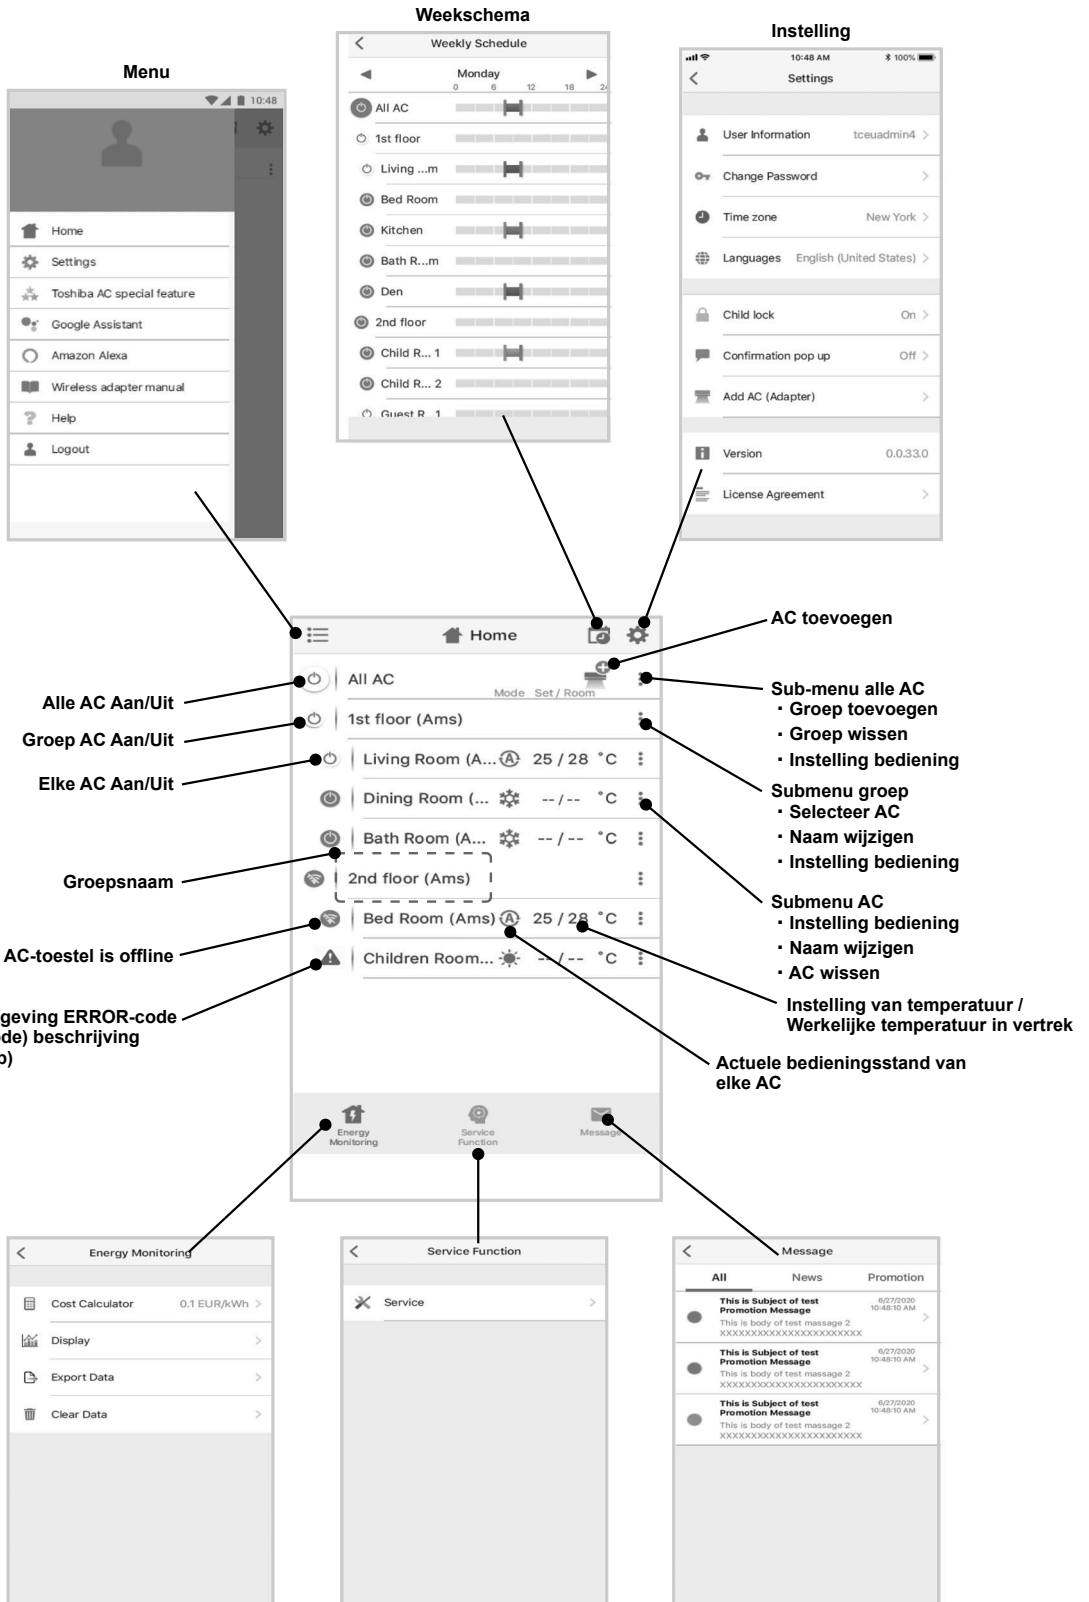 Weekschema
Weekly Schedule
Monday
0 6 12 18 24
All AC
1st floor
Living ...m
Bed Room
Kitchen
Bath R...m
Den
2nd floor
Child R... 1
Child R... 2
Guest R 1
Menu
10:48
Home
Settings
Toshiba AC special feature
Google Assistant
Amazon Alexa
Wireless adapter manual
Help
Logout
Instelling
10:48 AM 100%
Settings
User Information tceuadmin4
Change Password
Time zone New York
Languages English (United States)
Child lock On
Confirmation pop up Off
Add AC (Adapter)
Version 0.0.33.0
License Agreement
Home
All AC
Mode Set / Room
1st floor (Ams)
Living Room (A... A 25 / 28 °C
Dining Room (... -- / -- °C
Bath Room (A... -- / -- °C
2nd floor (Ams)
Bed Room (Ams) A 25 / 28 °C
Children Room... -- / -- °C
Energy
Monitoring
Service
Function
Message
Alle AC Aan/Uit
Groep AC Aan/Uit
Elke AC Aan/Uit
Groepsnaam
AC-toestel is offline
geving ERROR-code
de) beschrijving
p)
AC toevoegen
Sub-menu alle AC
・Groep toevoegen
・Groep wissen
・Instelling bediening
Submenu groep
・Selecteer AC
・Naam wijzigen
・Instelling bediening
Submenu AC
・Instelling bediening
・Naam wijzigen
・AC wissen
Instelling van temperatuur /
Werkelijke temperatuur in vertrek
Actuele bedieningsstand van
elke AC
Energy Monitoring
Cost Calculator 0.1 EUR/kWh
Display
Export Data
Clear Data
Service Function
Service
Message
All News Promotion
This is Subject of test
Promotion Message
6/27/2020
10:48:10 AM
This is body of test massage 2
XXXXXXXXXXXXXXXXXXXXXXX
This is Subject of test
Promotion Message
6/27/2020
10:48:10 AM
This is body of test massage 2
XXXXXXXXXXXXXXXXXXXXXXX
This is Subject of test
Promotion Message
6/27/2020
10:48:10 AM
This is body of test massage 2
XXXXXXXXXXXXXXXXXXXXXXX